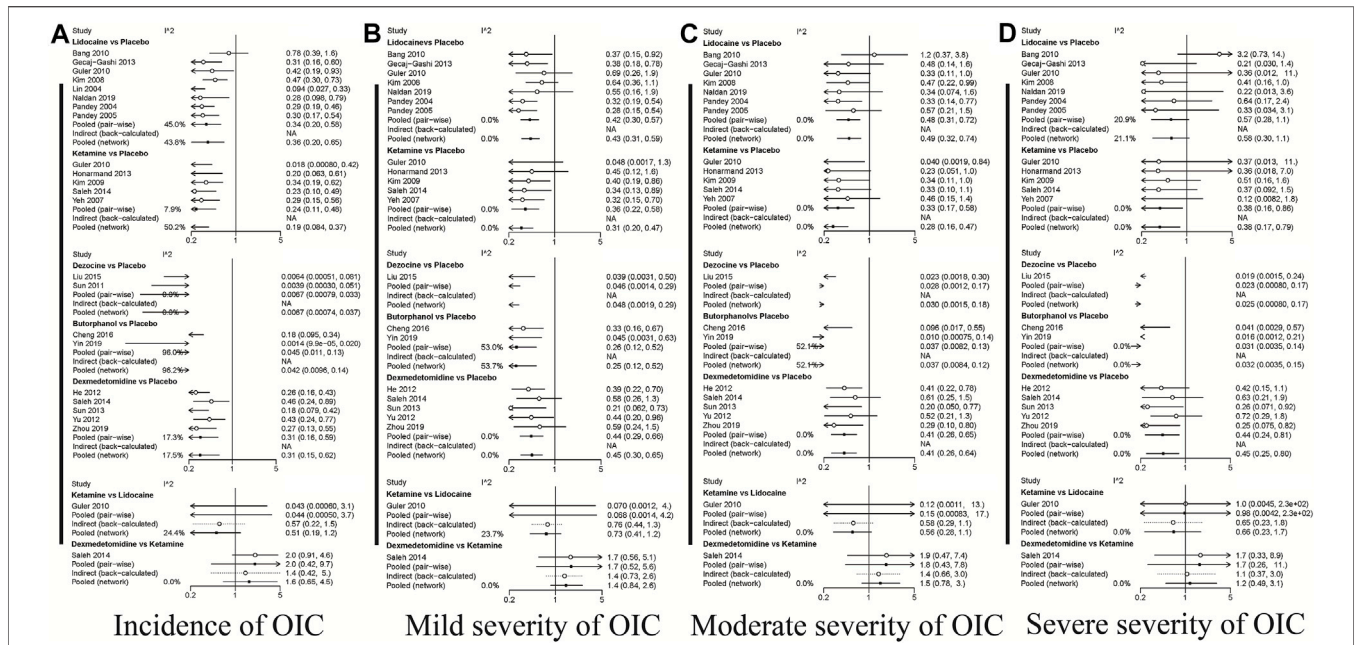 A
Study I^2
Lidocaine vs Placebo
Bang 2010 0.78 (0.39, 1.6)
Gecaj-Gashi 2013 0.31 (0.16, 0.60)
Guler 2010 0.42 (0.19, 0.93)
Kim 2008 0.47 (0.30, 0.73)
Lin 2004 0.094 (0.027, 0.33)
Naldan 2019 0.28 (0.098, 0.79)
Pandey 2004 0.29 (0.19, 0.46)
Pandey 2005 0.30 (0.17, 0.54)
Pooled (pair-wise) 45.0% 0.34 (0.20, 0.58)
Indirect (back-calculated) NA
Pooled (network) 43.8% 0.36 (0.20, 0.65)
Ketamine vs Placebo
Guler 2010 0.018 (0.00080, 0.42)
Honarmand 2013 0.20 (0.063, 0.61)
Kim 2009 0.34 (0.19, 0.62)
Saleh 2014 0.23 (0.10, 0.49)
Yeh 2007 0.29 (0.15, 0.56)
Pooled (pair-wise) 7.9% 0.24 (0.11, 0.48)
Indirect (back-calculated) NA
Pooled (network) 50.2% 0.19 (0.084, 0.37)
0.2 1 5
Study I^2
Dezocine vs Placebo
Liu 2015 0.0064 (0.00051, 0.081)
Sun 2011 0.0039 (0.00030, 0.051)
Pooled (pair-wise) 0.0% 0.0067 (0.00079, 0.033)
Indirect (back-calculated) NA
Pooled (network) 0.0% 0.0067 (0.00074, 0.037)
Butorphanol vs Placebo
Cheng 2016 0.18 (0.095, 0.34)
Yin 2019 0.0014 (9.9e-05, 0.020)
Pooled (pair-wise) 96.0% 0.045 (0.011, 0.13)
Indirect (back-calculated) NA
Pooled (network) 96.2% 0.042 (0.0096, 0.14)
Dexmedetomidine vs Placebo
He 2012 0.26 (0.16, 0.43)
Saleh 2014 0.46 (0.24, 0.89)
Sun 2013 0.18 (0.079, 0.42)
Yu 2012 0.43 (0.24, 0.77)
Zhou 2019 0.27 (0.13, 0.55)
Pooled (pair-wise) 17.3% 0.31 (0.16, 0.59)
Indirect (back-calculated) NA
Pooled (network) 17.5% 0.31 (0.15, 0.62)
0.2 1 5
Study I^2
Ketamine vs Lidocaine
Guler 2010 0.043 (0.00060, 3.1)
Pooled (pair-wise) 0.044 (0.00050, 3.7)
Indirect (back-calculated) 0.57 (0.22, 1.5)
Pooled (network) 24.4% 0.51 (0.19, 1.2)
Dexmedetomidine vs Ketamine
Saleh 2014 2.0 (0.91, 4.6)
Pooled (pair-wise) 2.0 (0.42, 9.7)
Indirect (back-calculated) 1.4 (0.42, 5.)
Pooled (network) 0.0% 1.6 (0.65, 4.5)
0.2 1 5
Incidence of OIC
B
Study I^2
Lidocainevs Placebo
Bang 2010 0.37 (0.15, 0.92)
Gecaj-Gashi 2013 0.38 (0.18, 0.78)
Guler 2010 0.69 (0.26, 1.9)
Kim 2008 0.64 (0.36, 1.1)
Naldan 2019 0.55 (0.16, 1.9)
Pandey 2004 0.32 (0.19, 0.54)
Pandey 2005 0.28 (0.15, 0.54)
Pooled (pair-wise) 0.0% 0.42 (0.30, 0.57)
Indirect (back-calculated) NA
Pooled (network) 0.0% 0.43 (0.31, 0.59)
Ketamine vs Placebo
Guler 2010 0.048 (0.0017, 1.3)
Honarmand 2013 0.45 (0.12, 1.6)
Kim 2009 0.40 (0.19, 0.86)
Saleh 2014 0.34 (0.13, 0.89)
Yeh 2007 0.32 (0.15, 0.70)
Pooled (pair-wise) 0.0% 0.36 (0.22, 0.58)
Indirect (back-calculated) NA
Pooled (network) 0.0% 0.31 (0.20, 0.47)
0.2 1 5
Study I^2
Dezocine vs Placebo
Liu 2015 0.039 (0.0031, 0.50)
Pooled (pair-wise) 0.046 (0.0014, 0.29)
Indirect (back-calculated) NA
Pooled (network) 0.048 (0.0019, 0.29)
Butorphanol vs Placebo
Cheng 2016 0.33 (0.16, 0.67)
Yin 2019 0.045 (0.0031, 0.63)
Pooled (pair-wise) 53.0% 0.26 (0.12, 0.52)
Indirect (back-calculated) NA
Pooled (network) 53.7% 0.25 (0.12, 0.52)
Dexmedetomidine vs Placebo
He 2012 0.39 (0.22, 0.70)
Saleh 2014 0.58 (0.26, 1.3)
Sun 2013 0.21 (0.062, 0.73)
Yu 2012 0.44 (0.20, 0.96)
Zhou 2019 0.59 (0.24, 1.5)
Pooled (pair-wise) 0.0% 0.44 (0.29, 0.66)
Indirect (back-calculated) NA
Pooled (network) 0.0% 0.45 (0.30, 0.65)
0.2 1 5
Study I^2
Ketamine vs Lidocaine
Guler 2010 0.070 (0.0012, 4.)
Pooled (pair-wise) 0.068 (0.0014, 4.2)
Indirect (back-calculated) 0.76 (0.44, 1.3)
Pooled (network) 23.7% 0.73 (0.41, 1.2)
Dexmedetomidine vs Ketamine
Saleh 2014 1.7 (0.56, 5.1)
Pooled (pair-wise) 1.7 (0.52, 5.6)
Indirect (back-calculated) 1.4 (0.73, 2.6)
Pooled (network) 0.0% 1.4 (0.84, 2.6)
0.2 1 5
Mild severity of OIC
C
Study I^2
Lidocaine vs Placebo
Bang 2010 1.2 (0.37, 3.8)
Gecaj-Gashi 2013 0.48 (0.14, 1.6)
Guler 2010 0.33 (0.11, 1.0)
Kim 2008 0.47 (0.22, 0.99)
Naldan 2019 0.34 (0.074, 1.6)
Pandey 2004 0.33 (0.14, 0.77)
Pandey 2005 0.57 (0.21, 1.5)
Pooled (pair-wise) 0.0% 0.48 (0.31, 0.72)
Indirect (back-calculated) NA
Pooled (network) 0.0% 0.49 (0.32, 0.74)
Ketamine vs Placebo
Guler 2010 0.040 (0.0019, 0.84)
Honarmand 2013 0.23 (0.051, 1.0)
Kim 2009 0.34 (0.11, 1.0)
Saleh 2014 0.33 (0.10, 1.1)
Yeh 2007 0.46 (0.15, 1.4)
Pooled (pair-wise) 0.0% 0.33 (0.17, 0.58)
Indirect (back-calculated) NA
Pooled (network) 0.0% 0.28 (0.16, 0.47)
0.2 1 5
Study I^2
Dezocine vs Placebo
Liu 2015 0.023 (0.0018, 0.30)
Pooled (pair-wise) 0.028 (0.0012, 0.17)
Indirect (back-calculated) NA
Pooled (network) 0.030 (0.0015, 0.18)
Butorphanolvs Placebo
Cheng 2016 0.096 (0.017, 0.55)
Yin 2019 0.010 (0.00075, 0.14)
Pooled (pair-wise) 52.1% 0.037 (0.0082, 0.13)
Indirect (back-calculated) NA
Pooled (network) 52.1% 0.037 (0.0084, 0.12)
Dexmedetomidine vs Placebo
He 2012 0.41 (0.22, 0.78)
Saleh 2014 0.61 (0.25, 1.5)
Sun 2013 0.20 (0.050, 0.77)
Yu 2012 0.52 (0.21, 1.3)
Zhou 2019 0.29 (0.10, 0.80)
Pooled (pair-wise) 0.0% 0.41 (0.26, 0.65)
Indirect (back-calculated) NA
Pooled (network) 0.0% 0.41 (0.26, 0.64)
0.2 1 5
Study I^2
Ketamine vs Lidocaine
Guler 2010 0.12 (0.0011, 13.)
Pooled (pair-wise) 0.15 (0.00083, 17.)
Indirect (back-calculated) 0.58 (0.29, 1.1)
Pooled (network) 0.0% 0.56 (0.28, 1.1)
Dexmedetomidine vs Ketamine
Saleh 2014 1.9 (0.47, 7.4)
Pooled (pair-wise) 1.8 (0.43, 7.8)
Indirect (back-calculated) 1.4 (0.66, 3.0)
Pooled (network) 0.0% 1.5 (0.78, 3.)
0.2 1 5
Moderate severity of OIC
D
Study I^2
Lidocaine vs Placebo
Bang 2010 3.2 (0.73, 14.)
Gecaj-Gashi 2013 0.21 (0.030, 1.4)
Guler 2010 0.36 (0.012, 11.)
Kim 2008 0.41 (0.16, 1.0)
Naldan 2019 0.22 (0.013, 3.6)
Pandey 2004 0.64 (0.17, 2.4)
Pandey 2005 0.33 (0.034, 3.1)
Pooled (pair-wise) 20.9% 0.57 (0.28, 1.1)
Indirect (back-calculated) NA
Pooled (network) 21.1% 0.58 (0.30, 1.1)
Ketamine vs Placebo
Guler 2010 0.37 (0.013, 11.)
Honarmand 2013 0.36 (0.018, 7.0)
Kim 2009 0.51 (0.16, 1.6)
Saleh 2014 0.37 (0.092, 1.5)
Yeh 2007 0.12 (0.0082, 1.8)
Pooled (pair-wise) 0.0% 0.38 (0.16, 0.86)
Indirect (back-calculated) NA
Pooled (network) 0.0% 0.38 (0.17, 0.79)
0.2 1 5
Study I^2
Dezocine vs Placebo
Liu 2015 0.019 (0.0015, 0.24)
Pooled (pair-wise) 0.023 (0.00080, 0.17)
Indirect (back-calculated) NA
Pooled (network) 0.025 (0.00080, 0.17)
Butorphanol vs Placebo
Cheng 2016 0.041 (0.0029, 0.57)
Yin 2019 0.016 (0.0012, 0.21)
Pooled (pair-wise) 0.0% 0.031 (0.0035, 0.14)
Indirect (back-calculated) NA
Pooled (network) 0.0% 0.032 (0.0035, 0.15)
Dexmedetomidine vs Placebo
He 2012 0.42 (0.15, 1.1)
Saleh 2014 0.63 (0.21, 1.9)
Sun 2013 0.26 (0.071, 0.92)
Yu 2012 0.72 (0.29, 1.8)
Zhou 2019 0.25 (0.075, 0.82)
Pooled (pair-wise) 0.0% 0.44 (0.24, 0.81)
Indirect (back-calculated) NA
Pooled (network) 0.0% 0.45 (0.25, 0.80)
0.2 1 5
Study I^2
Ketamine vs Lidocaine
Guler 2010 1.0 (0.0045, 2.3e+02)
Pooled (pair-wise) 0.98 (0.0042, 2.3e+02)
Indirect (back-calculated) 0.65 (0.23, 1.8)
Pooled (network) 0.0% 0.66 (0.23, 1.7)
Dexmedetomidine vs Ketamine
Saleh 2014 1.7 (0.33, 8.9)
Pooled (pair-wise) 1.7 (0.26, 11.)
Indirect (back-calculated) 1.1 (0.37, 3.0)
Pooled (network) 0.0% 1.2 (0.49, 3.1)
0.2 1 5
Severe severity of OIC